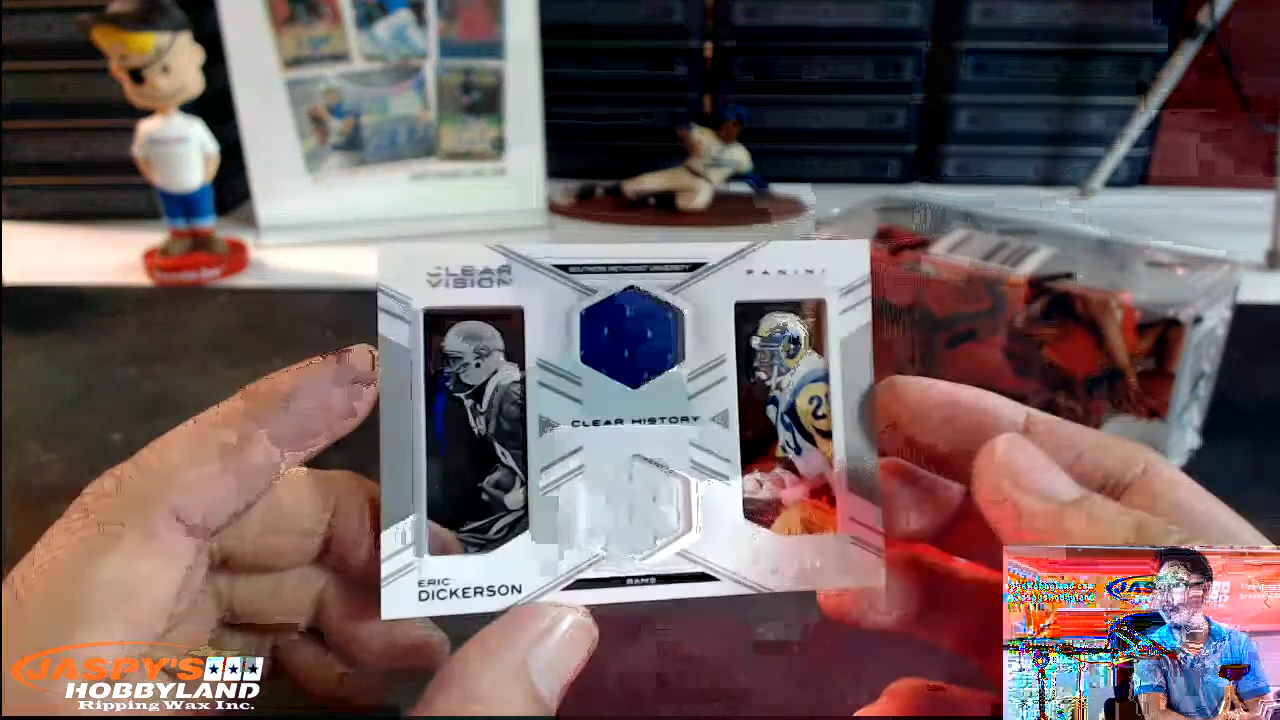 CLEAR
VISION
PANINI
CLEAR HISTORY
ERIC
DICKERSON
RAMS
JASPY'S
HOBBYLAND
Ripping Wax Inc.